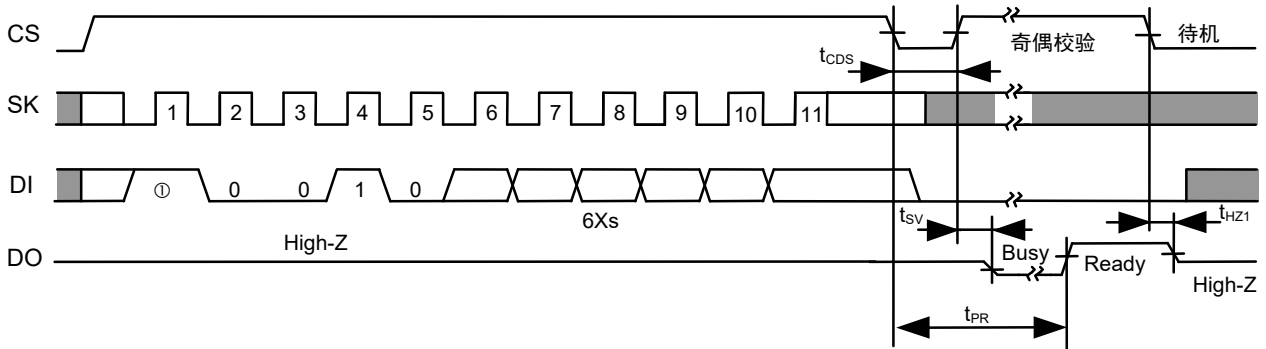 CS
奇偶校验
待机
tCDS
SK
1 2 3 4 5 6 7 8 9 10 11
DI
① 0 0 1 0
6Xs
tSV
tHZ1
High-Z
DO
Busy
Ready
High-Z
tPR